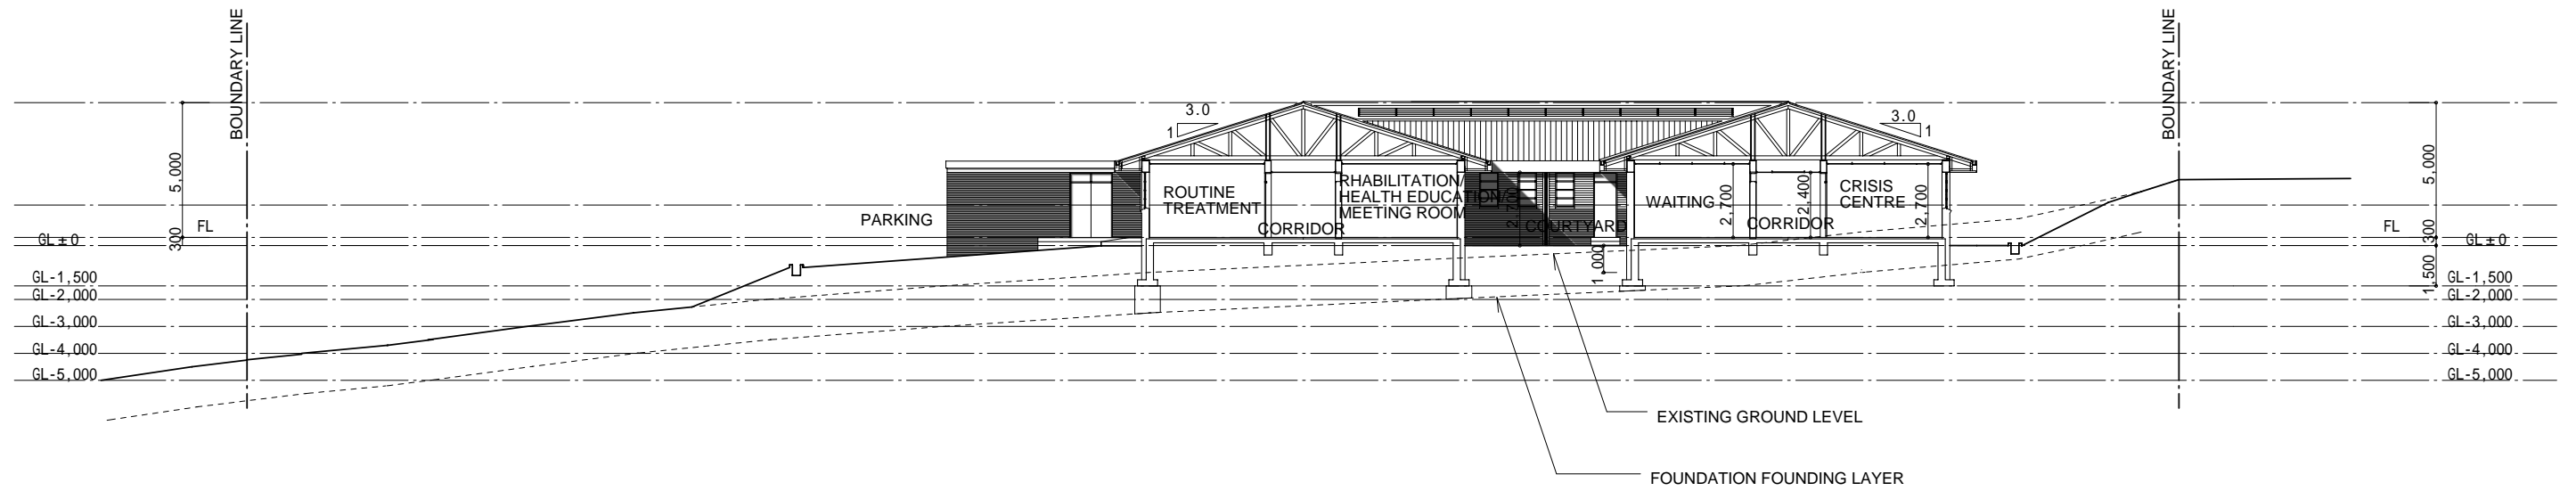 BOUNDARY LINE
BOUNDARY LINE
3.0
1
3.0
1
5,000
300
FL
GL±0
GL-1,500
GL-2,000
GL-3,000
GL-4,000
GL-5,000
PARKING
ROUTINE
TREATMENT
CORRIDOR
RHABILITATION/
HEALTH EDUCATION/
MEETING ROOM
2,700
COURTYARD
1,000
WAITING
2,700
CORRIDOR
2,400
CRISIS
CENTRE
2,700
5,000
300
1,500
FL
GL±0
GL-1,500
GL-2,000
GL-3,000
GL-4,000
GL-5,000
EXISTING GROUND LEVEL
FOUNDATION FOUNDING LAYER